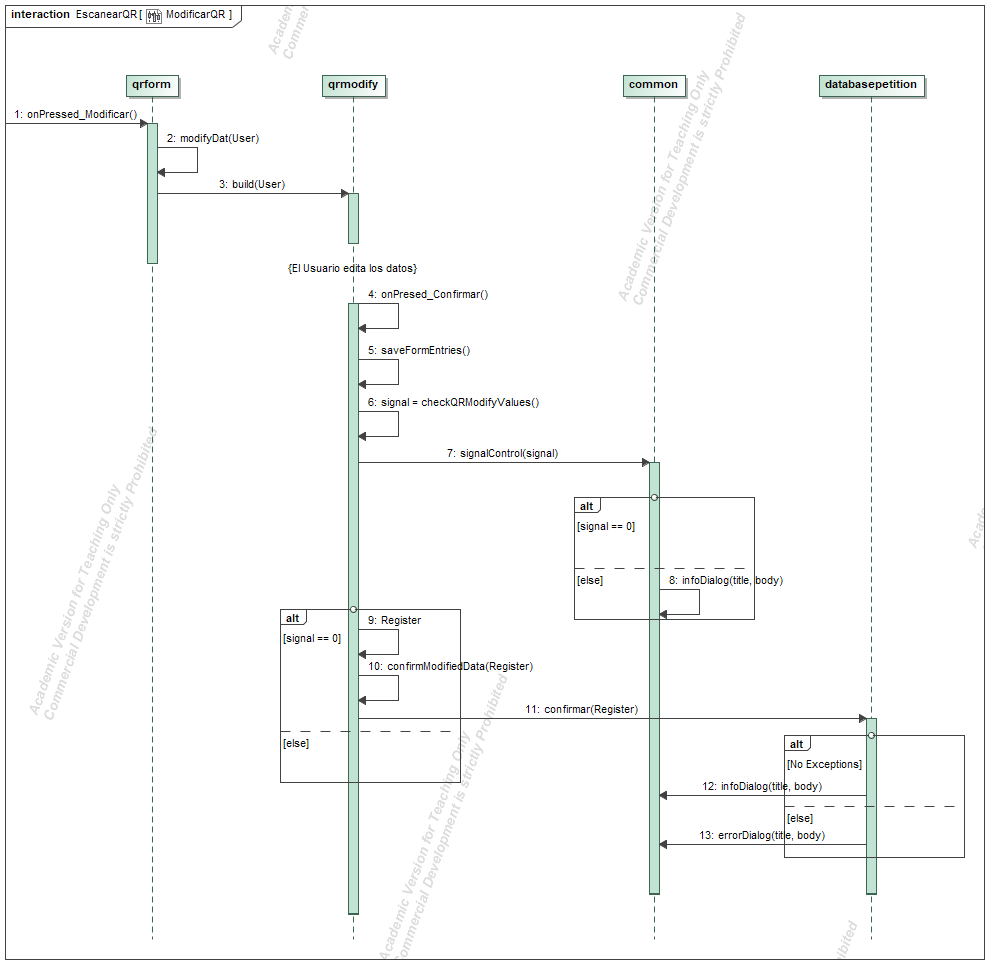 interaction EscanearQR [ ModificarQR ]
Academic Version for Teaching Only
Commercial Development is strictly Prohibited
qrform
qrmodify
common
databasepetition
1: onPressed_Modificar()
2: modifyDat(User)
3: build(User)
{El Usuario edita los datos}
4: onPresed_Confirmar()
5: saveFormEntries()
6: signal = checkQRModifyValues()
7: signalControl(signal)
alt
[signal == 0]
[else]
8: infoDialog(title, body)
alt
[signal == 0]
9: Register
10: confirmModifiedData(Register)
11: confirmar(Register)
[else]
alt
[No Exceptions]
12: infoDialog(title, body)
[else]
13: errorDialog(title, body)
Academic Version for Teaching Only
Commercial Development is strictly Prohibited
Academic Version for Teaching Only
Commercial Development is strictly Prohibited